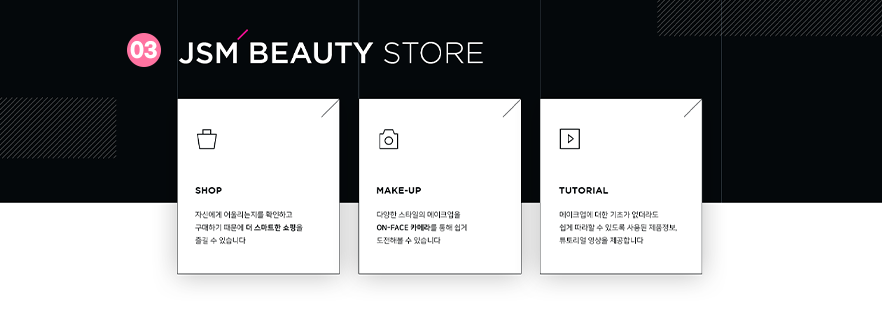 03
JSM BEAUTY STORE
SHOP
자신에게 어울리는지를 확인하고
구매하기 때문에 더 스마트한 쇼핑을
즐길 수 있습니다
MAKE-UP
다양한 스타일의 메이크업을
ON-FACE 카메라를 통해 쉽게
도전해볼 수 있습니다
TUTORIAL
메이크업에 대한 기초가 없더라도
쉽게 따라할 수 있도록 사용된 제품정보,
튜토리얼 영상을 제공합니다